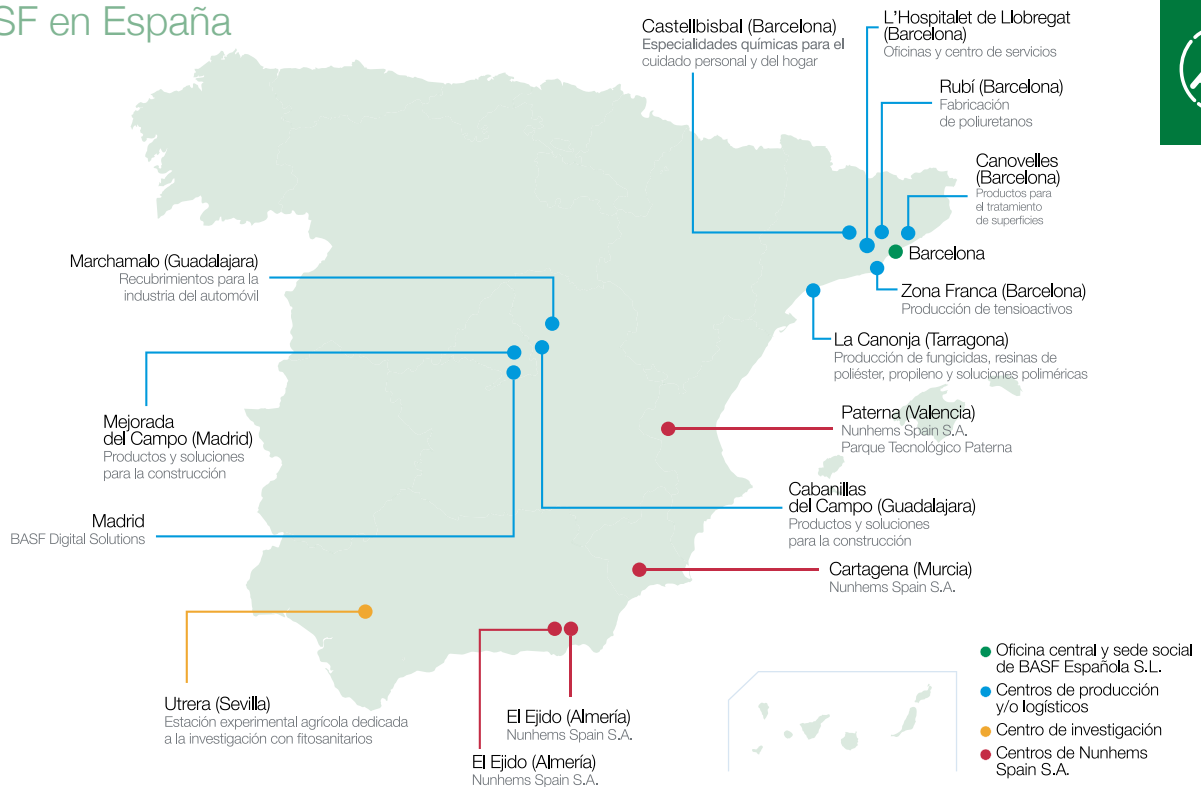 SF en España
Castellbisbal (Barcelona)
Especialidades químicas para el
cuidado personal y del hogar
L'Hospitalet de Llobregat
(Barcelona)
Oficinas y centro de servicios
Rubí (Barcelona)
Fabricación
de poliuretanos
Canovelles
(Barcelona)
Productos para
el tratamiento
de superficies
Barcelona
Zona Franca (Barcelona)
Producción de tensioactivos
La Canonja (Tarragona)
Producción de fungicidas, resinas de
poliéster, propileno y soluciones poliméricas
Marchamalo (Guadalajara)
Recubrimientos para la
industria del automóvil
Mejorada
del Campo (Madrid)
Productos y soluciones
para la construcción
Paterna (Valencia)
Nunhems Spain S.A.
Parque Tecnológico Paterna
Cabanillas
del Campo (Guadalajara)
Productos y soluciones
para la construcción
Madrid
BASF Digital Solutions
Cartagena (Murcia)
Nunhems Spain S.A.
Utrera (Sevilla)
Estación experimental agrícola dedicada
a la investigación con fitosanitarios
El Ejido (Almería)
Nunhems Spain S.A.
El Ejido (Almería)
Nunhems Spain S.A.
Oficina central y sede social
de BASF Española S.L.
Centros de producción
y/o logísticos
Centro de investigación
Centros de Nunhems
Spain S.A.